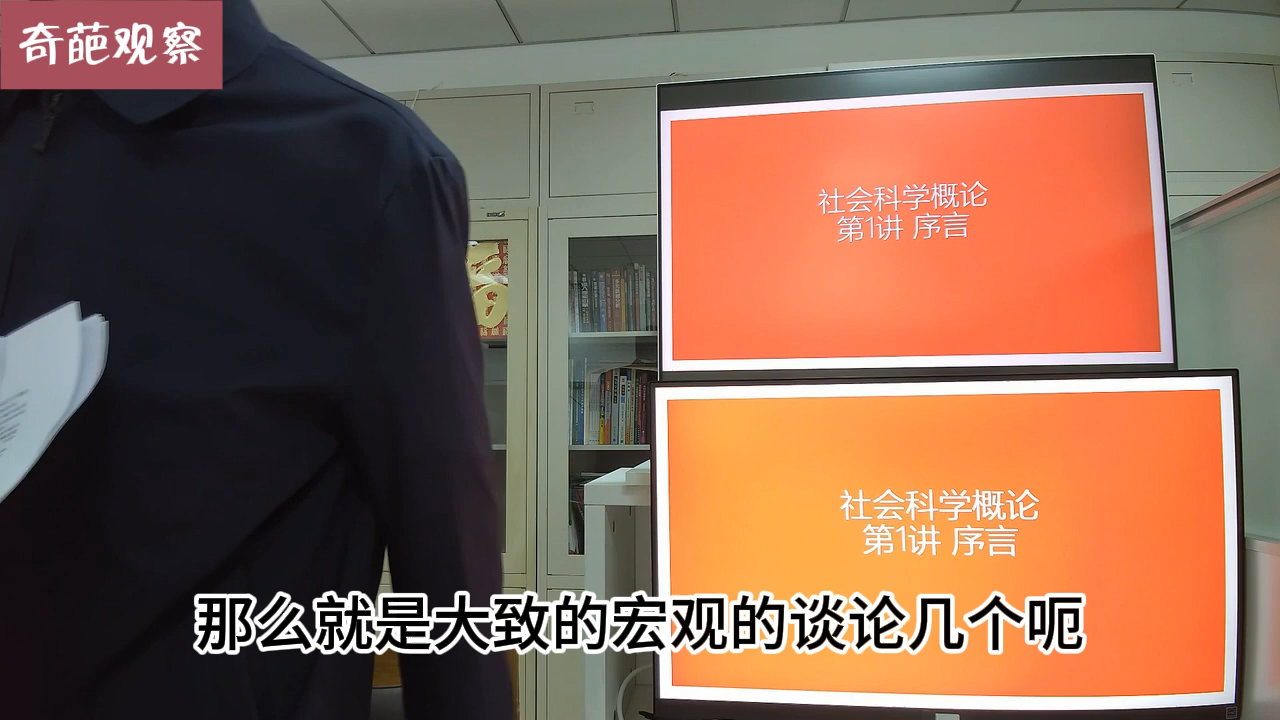 奇葩观察
社会科学概论
第1讲 序言
社会科学概论
第1讲 序言
那么就是大致的宏观的谈论几个呃